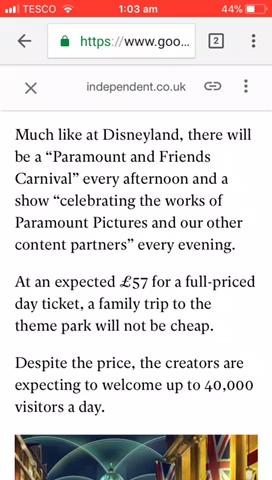 TESCO 1:03 am 44%
https://www.goo... 2
independent.co.uk
Much like at Disneyland, there will
be a “Paramount and Friends
Carnival” every afternoon and a
show “celebrating the works of
Paramount Pictures and our other
content partners” every evening.
At an expected £57 for a full-priced
day ticket, a family trip to the
theme park will not be cheap.
Despite the price, the creators are
expecting to welcome up to 40,000
visitors a day.